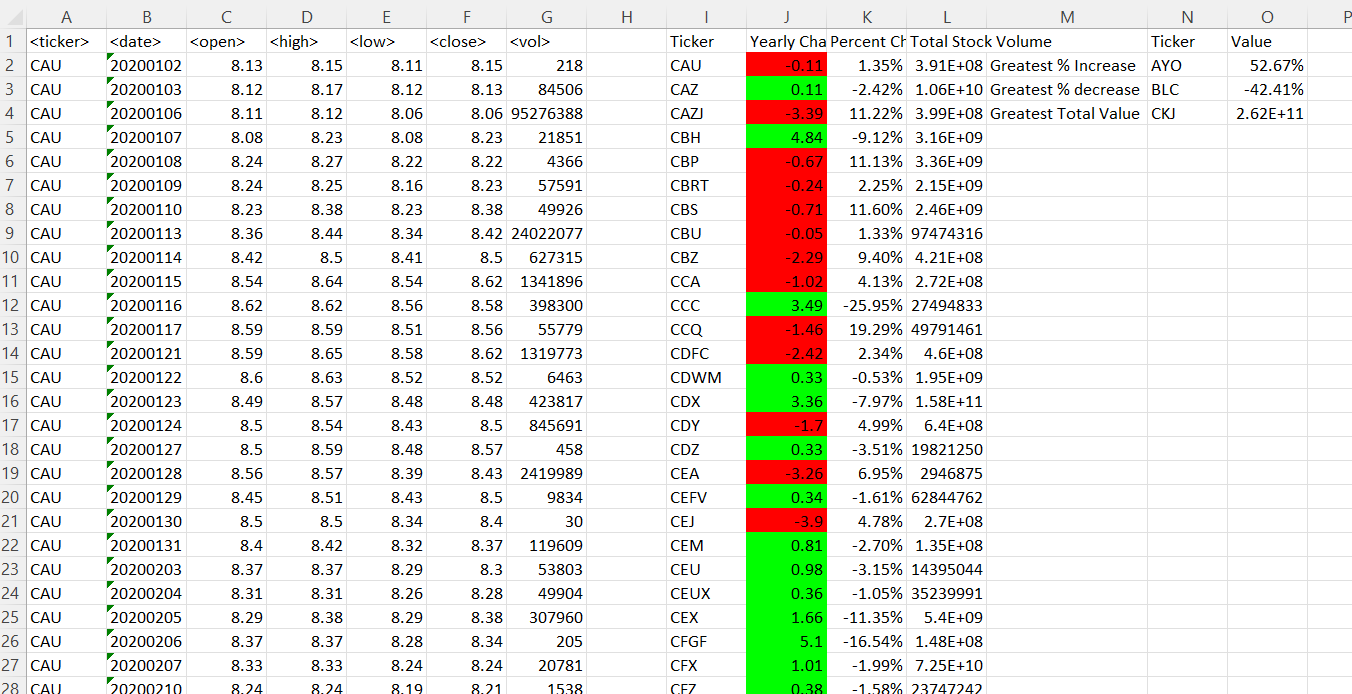 A B C D E F G H I J K L M N O P
1 <ticker> <date> <open> <high> <low> <close> <vol> Ticker Yearly Cha Percent Ch Total Stock Volume Ticker Value
2 CAU 20200102 8.13 8.15 8.11 8.15 218 CAU -0.11 1.35% 3.91E+08 Greatest % Increase AYO 52.67%
3 CAU 20200103 8.12 8.17 8.12 8.13 84506 CAZ 0.11 -2.42% 1.06E+10 Greatest % decrease BLC -42.41%
4 CAU 20200106 8.11 8.12 8.06 8.06 95276388 CAZJ -3.39 11.22% 3.99E+08 Greatest Total Value CKJ 2.62E+11
5 CAU 20200107 8.08 8.23 8.08 8.23 21851 CBH 4.84 -9.12% 3.16E+09
6 CAU 20200108 8.24 8.27 8.22 8.22 4366 CBP -0.67 11.13% 3.36E+09
7 CAU 20200109 8.24 8.25 8.16 8.23 57591 CBRT -0.24 2.25% 2.15E+09
8 CAU 20200110 8.23 8.38 8.23 8.38 49926 CBS -0.71 11.60% 2.46E+09
9 CAU 20200113 8.36 8.44 8.34 8.42 24022077 CBU -0.05 1.33% 97474316
10 CAU 20200114 8.42 8.5 8.41 8.5 627315 CBZ -2.29 9.40% 4.21E+08
11 CAU 20200115 8.54 8.64 8.54 8.62 1341896 CCA -1.02 4.13% 2.72E+08
12 CAU 20200116 8.62 8.62 8.56 8.58 398300 CCC 3.49 -25.95% 27494833
13 CAU 20200117 8.59 8.59 8.51 8.56 55779 CCQ -1.46 19.29% 49791461
14 CAU 20200121 8.59 8.65 8.58 8.62 1319773 CDFC -2.42 2.34% 4.6E+08
15 CAU 20200122 8.6 8.63 8.52 8.52 6463 CDWM 0.33 -0.53% 1.95E+09
16 CAU 20200123 8.49 8.57 8.48 8.48 423817 CDX 3.36 -7.97% 1.58E+11
17 CAU 20200124 8.5 8.54 8.43 8.5 845691 CDY -1.7 4.99% 6.4E+08
18 CAU 20200127 8.5 8.59 8.48 8.57 458 CDZ 0.33 -3.51% 19821250
19 CAU 20200128 8.56 8.57 8.39 8.43 2419989 CEA -3.26 6.95% 2946875
20 CAU 20200129 8.45 8.51 8.43 8.5 9834 CEFV 0.34 -1.61% 62844762
21 CAU 20200130 8.5 8.5 8.34 8.4 30 CEJ -3.9 4.78% 2.7E+08
22 CAU 20200131 8.4 8.42 8.32 8.37 119609 CEM 0.81 -2.70% 1.35E+08
23 CAU 20200203 8.37 8.37 8.29 8.3 53803 CEU 0.98 -3.15% 14395044
24 CAU 20200204 8.31 8.31 8.26 8.28 49904 CEUX 0.36 -1.05% 35239991
25 CAU 20200205 8.29 8.38 8.29 8.38 307960 CEX 1.66 -11.35% 5.4E+09
26 CAU 20200206 8.37 8.37 8.28 8.34 205 CFGF 5.1 -16.54% 1.48E+08
27 CAU 20200207 8.33 8.33 8.24 8.24 20781 CFX 1.01 -1.99% 7.25E+10
28 CAU 20200210 8.24 8.24 8.19 8.21 1538 CFZ 0.38 -1.58% 23747242